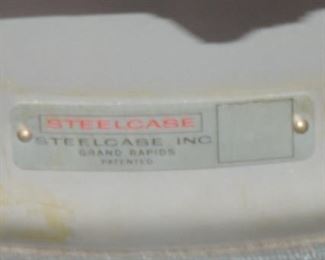 STEELCASE
STEELCASE INC
GRAND RAPIDS
PATENTED